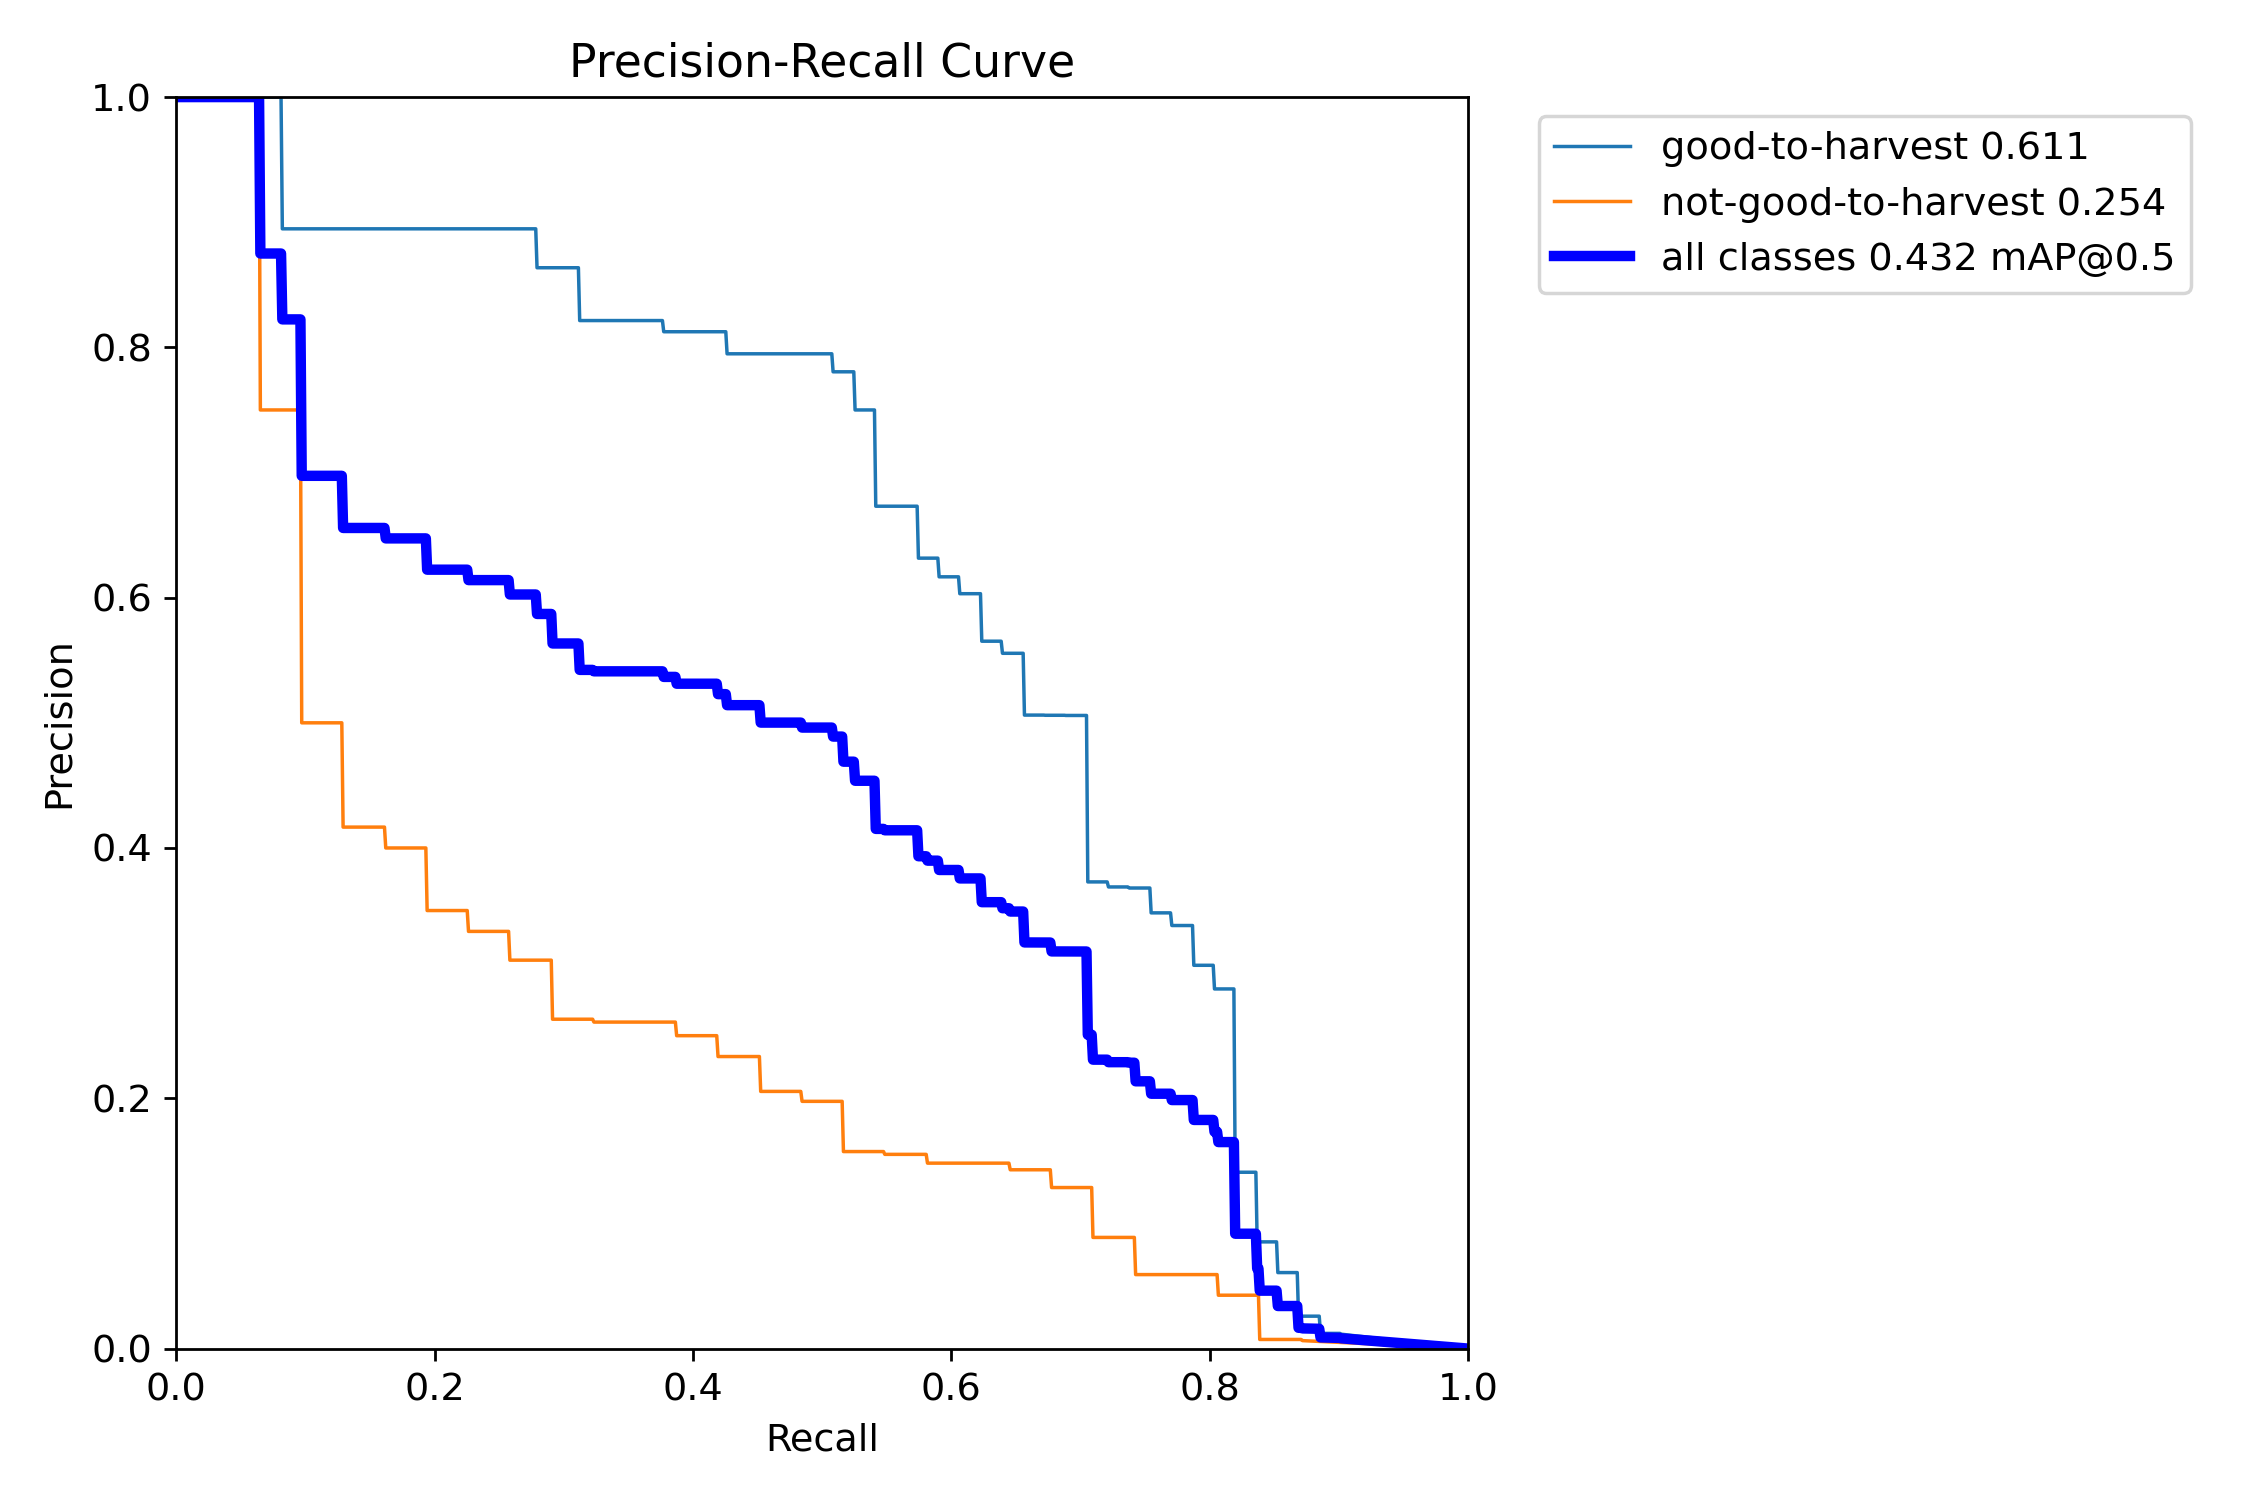 Precision-Recall Curve
1.0
0.8
0.6
0.4
0.2
0.0
Precision
0.0 0.2 0.4 0.6 0.8 1.0
Recall
good-to-harvest 0.611
not-good-to-harvest 0.254
all classes 0.432 mAP@0.5